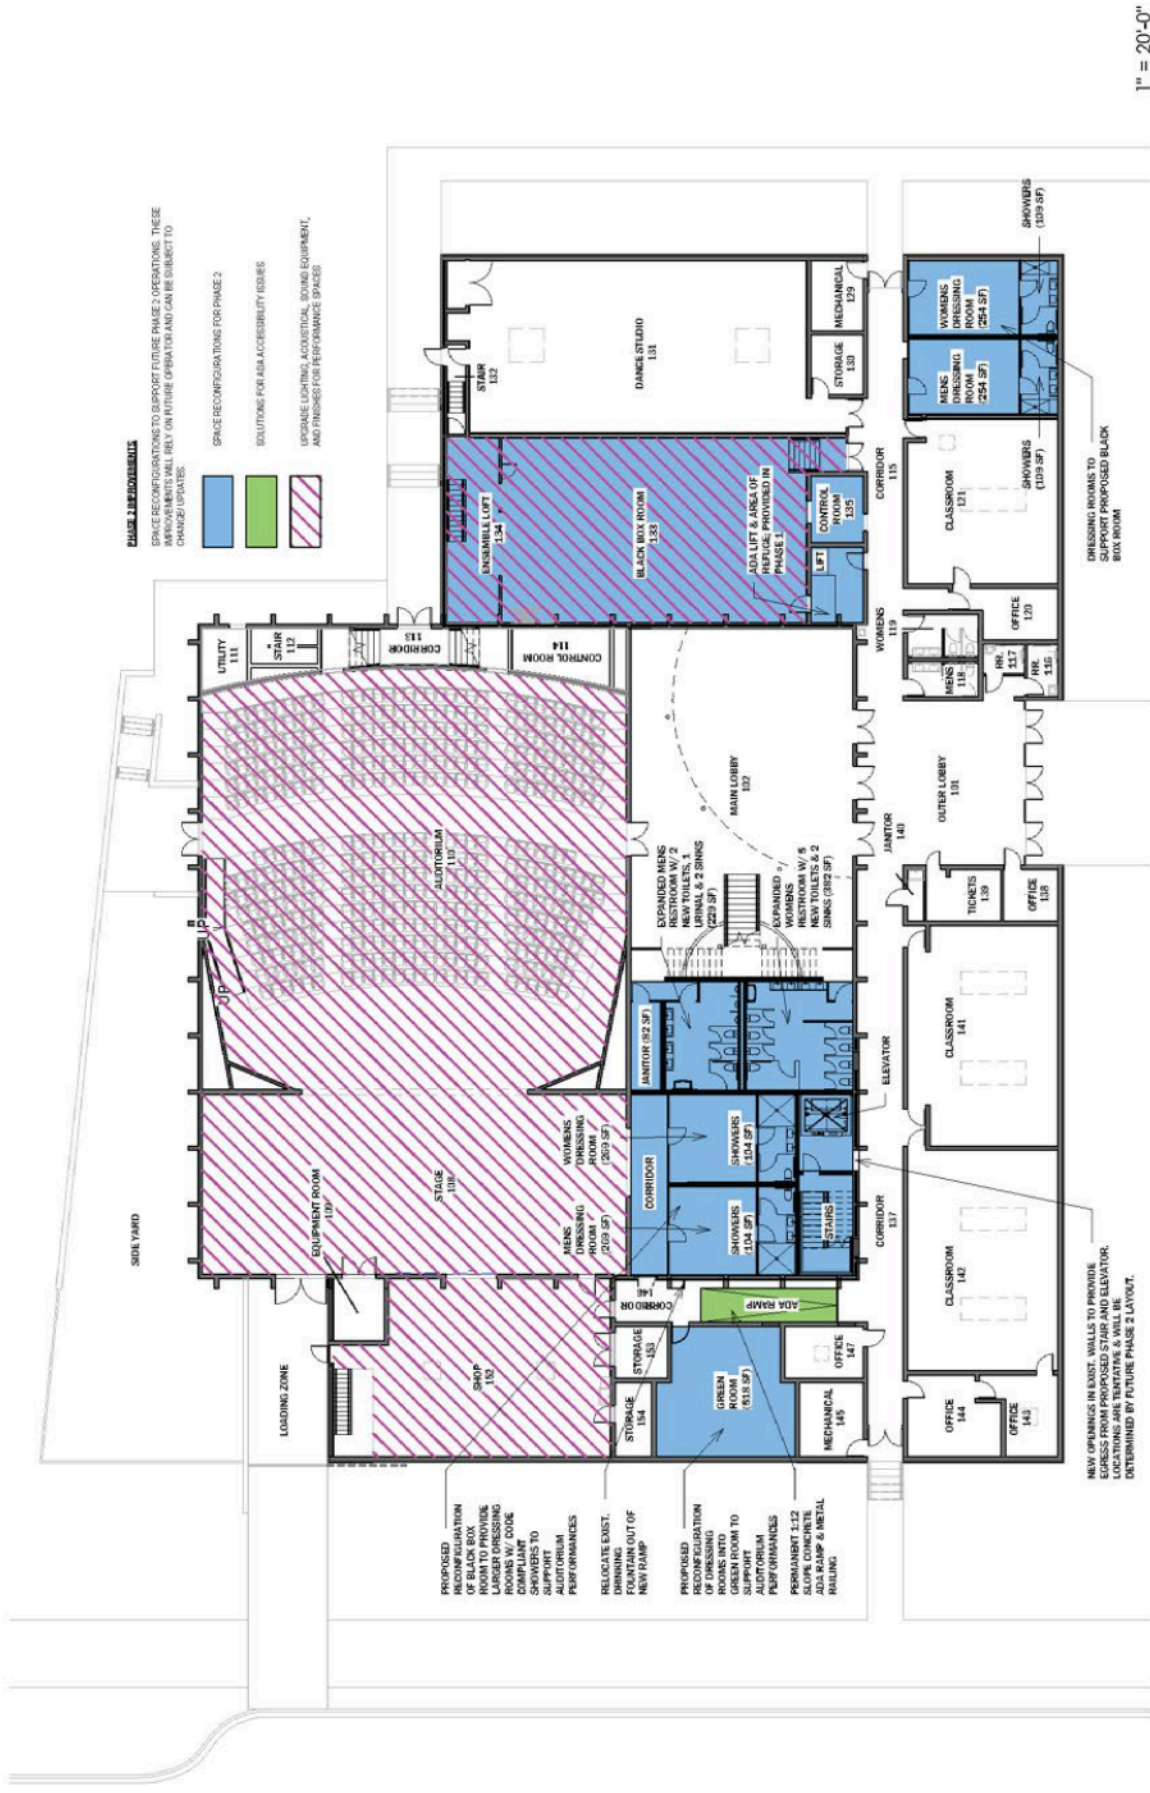 PHASE 2 IMPROVEMENTS
SPACE RECONFIGURATIONS TO SUPPORT FUTURE PHASE 2 OPERATIONS. THESE
IMPROVEMENTS WILL RELY ON FUTURE OPERATOR AND CAN BE SUBJECT TO
CHANGE/UPDATES.
SPACE RECONFIGURATIONS FOR PHASE 2
SOLUTIONS FOR ADA ACCESSIBILITY ISSUES
UPGRADE LIGHTING, ACOUSTICAL, SOUND EQUIPMENT,
AND FINISHES FOR PERFORMANCE SPACES
1" = 20'-0"
SIDE YARD
LOADING ZONE
UTILITY
111
STAIR
112
CORRIDOR
113
CONTROL ROOM
114
AUDITORIUM
110
UP
UP
STAGE
108
EQUIPMENT ROOM
109
SHOP
152
STAIR
132
DANCE STUDIO
131
MECHANICAL
129
STORAGE
130
ENSEMBLE LOFT
134
BLACK BOX ROOM
133
ADA LIFT & AREA OF
REFUGE; PROVIDED IN
PHASE 1
CONTROL
ROOM
135
LIFT
CORRIDOR
115
MAIN LOBBY
102
EXPANDED MENS
RESTROOM W/ 2
NEW TOILETS, 1
URINAL & 2 SINKS
(229 SF)
EXPANDED
WOMENS
RESTROOM W/ 5
NEW TOILETS & 2
SINKS (382 SF)
JANITOR (82 SF)
WOMENS
DRESSING
ROOM
(269 SF)
MENS
DRESSING
ROOM
(269 SF)
CORRIDOR
SHOWERS
(104 SF)
SHOWERS
(104 SF)
STAIRS
ELEVATOR
CORRIDOR
137
CORRIDOR
146
ADA RAMP
STORAGE
153
STORAGE
154
GREEN
ROOM
(518 SF)
OFFICE
147
MECHANICAL
145
WOMENS
DRESSING
ROOM
(254 SF)
MENS
DRESSING
ROOM
(254 SF)
SHOWERS
(109 SF)
SHOWERS
(109 SF)
CLASSROOM
121
OFFICE
120
WOMENS
119
MENS
118
RR.
117
RR.
116
OUTER LOBBY
101
JANITOR
140
TICKETS
139
OFFICE
138
CLASSROOM
141
CLASSROOM
142
OFFICE
144
OFFICE
143
DRESSING ROOMS TO
SUPPORT PROPOSED BLACK
BOX ROOM
NEW OPENINGS IN EXIST. WALLS TO PROVIDE
EGRESS FROM PROPOSED STAIR AND ELEVATOR.
LOCATIONS ARE TENTATIVE & WILL BE
DETERMINED BY FUTURE PHASE 2 LAYOUT.
PROPOSED
RECONFIGURATION
OF BLACK BOX
ROOM TO PROVIDE
LARGER DRESSING
ROOMS W/ CODE
COMPLIANT
SHOWERS TO
SUPPORT
AUDITORIUM
PERFORMANCES
RELOCATE EXIST.
DRINKING
FOUNTAIN OUT OF
NEW RAMP
PROPOSED
RECONFIGURATION
OF DRESSING
ROOMS INTO
GREEN ROOM TO
SUPPORT
AUDITORIUM
PERFORMANCES
PERMANENT 1:12
SLOPE CONCRETE
ADA RAMP & METAL
RAILING